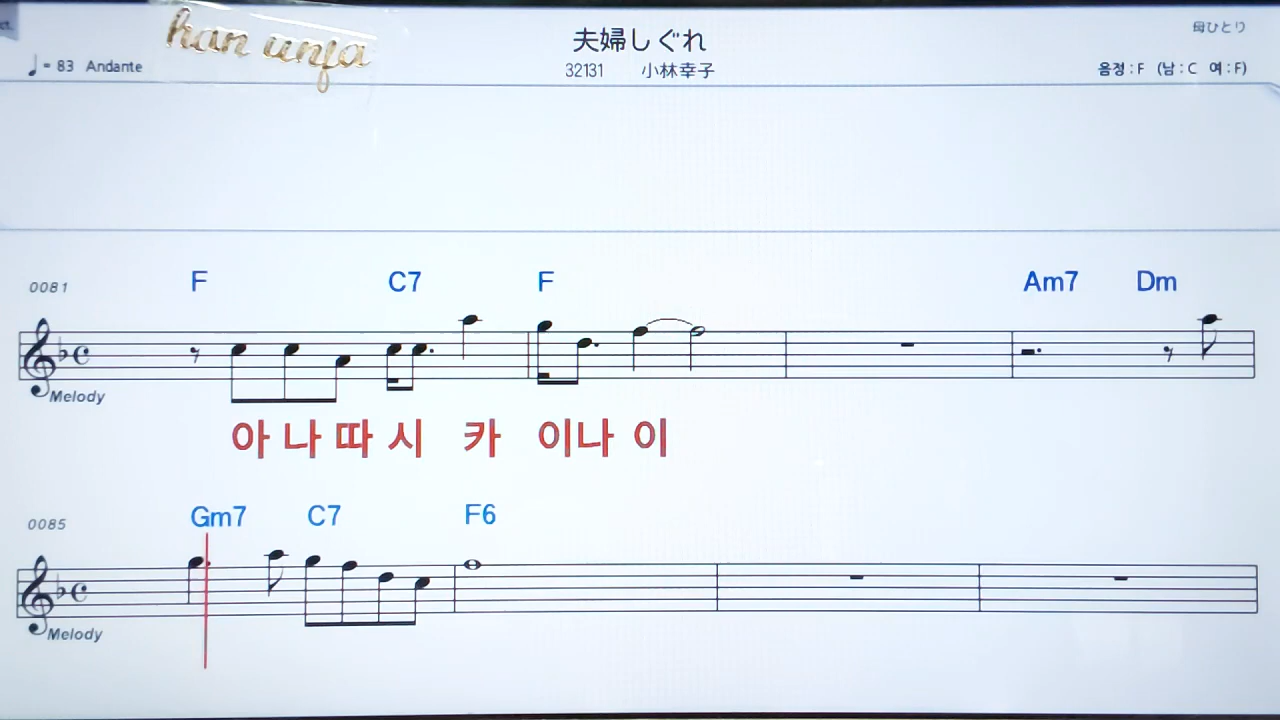 ct.
han unja
夫婦しぐれ
母ひとり
♩= 83 Andante
32131 小林幸子
음정 : F (남 : C 여 : F)
0081 F C7 F Am7 Dm
Melody
아 나 따 시 카 이나 이
0085 Gm7 C7 F6
Melody